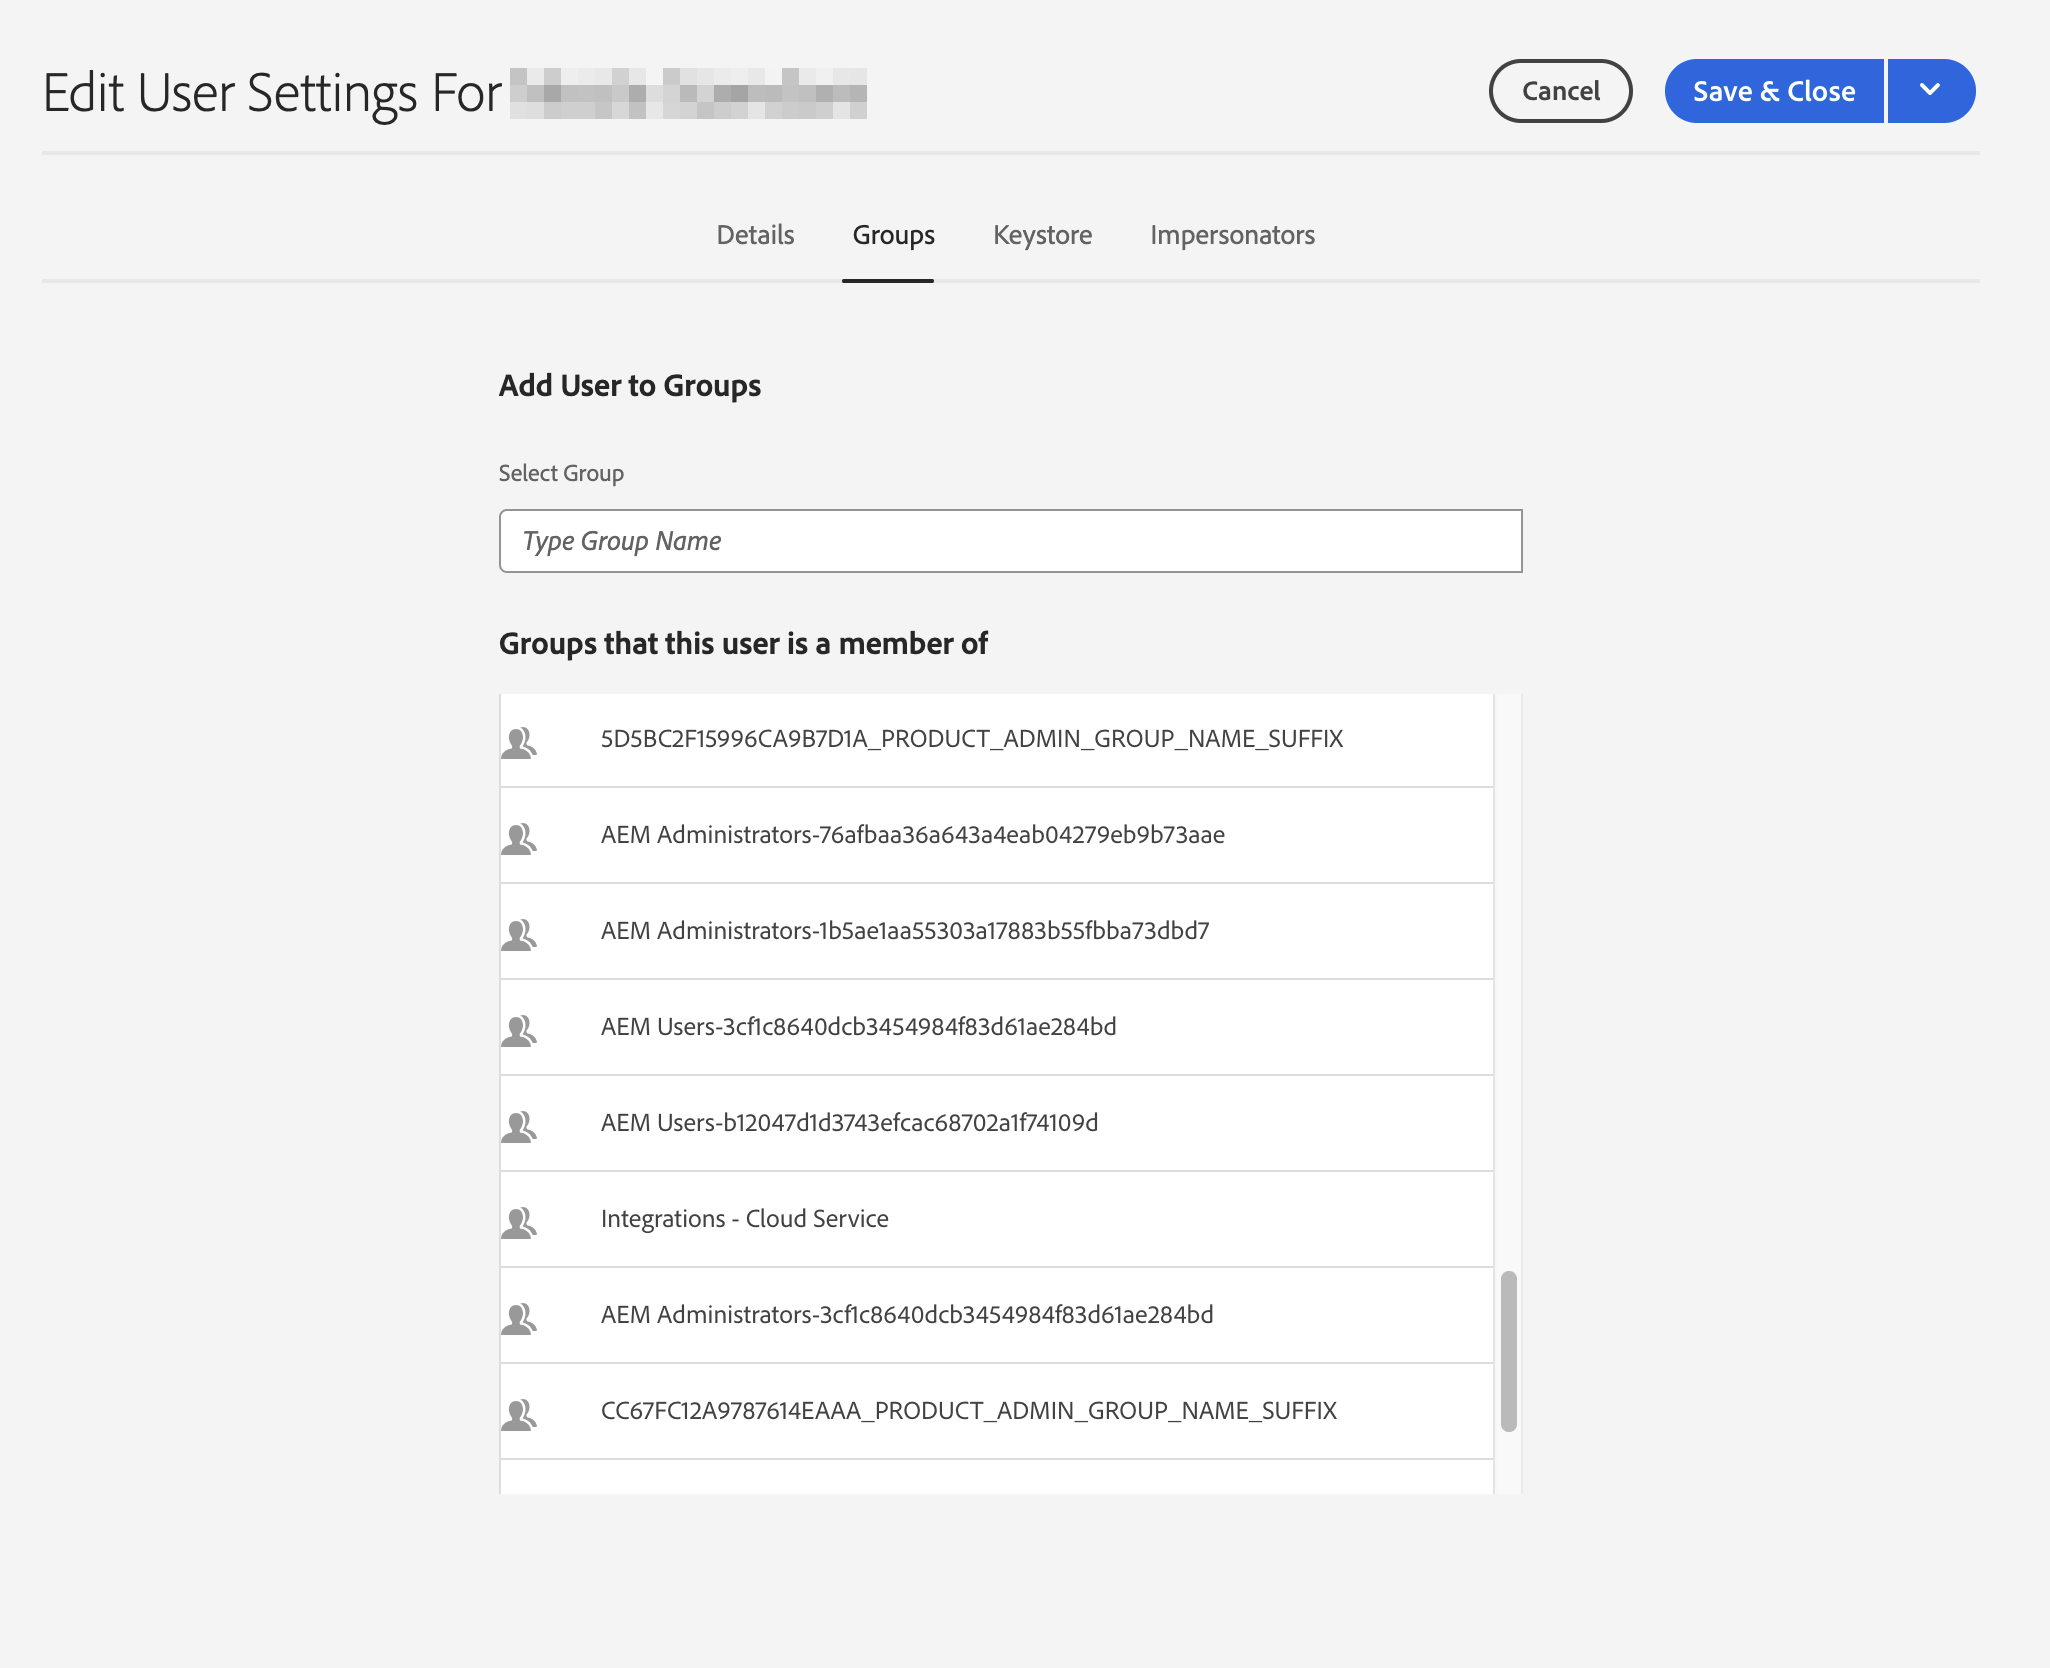 Edit User Settings For
Cancel
Save & Close
Details Groups Keystore Impersonators
Add User to Groups
Select Group
Type Group Name
Groups that this user is a member of
5D5BC2F15996CA9B7D1A_PRODUCT_ADMIN_GROUP_NAME_SUFFIX
AEM Administrators-76afbaa36a643a4eab04279eb9b73aae
AEM Administrators-1b5ae1aa55303a17883b55fbba73dbd7
AEM Users-3cf1c8640dcb3454984f83d61ae284bd
AEM Users-b12047d1d3743efcac68702a1f74109d
Integrations - Cloud Service
AEM Administrators-3cf1c8640dcb3454984f83d61ae284bd
CC67FC12A9787614EAAA_PRODUCT_ADMIN_GROUP_NAME_SUFFIX